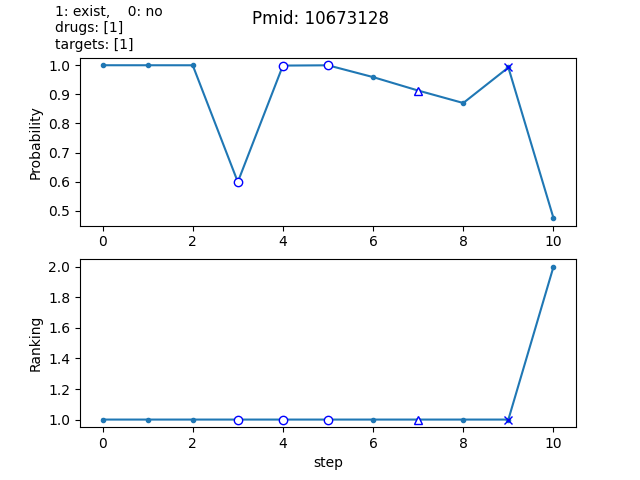 1: exist,    0: no
drugs: [1]
targets: [1]
Pmid: 10673128
Probability
1.0
0.9
0.8
0.7
0.6
0.5
0 2 4 6 8 10
Ranking
2.0
1.8
1.6
1.4
1.2
1.0
0 2 4 6 8 10
step